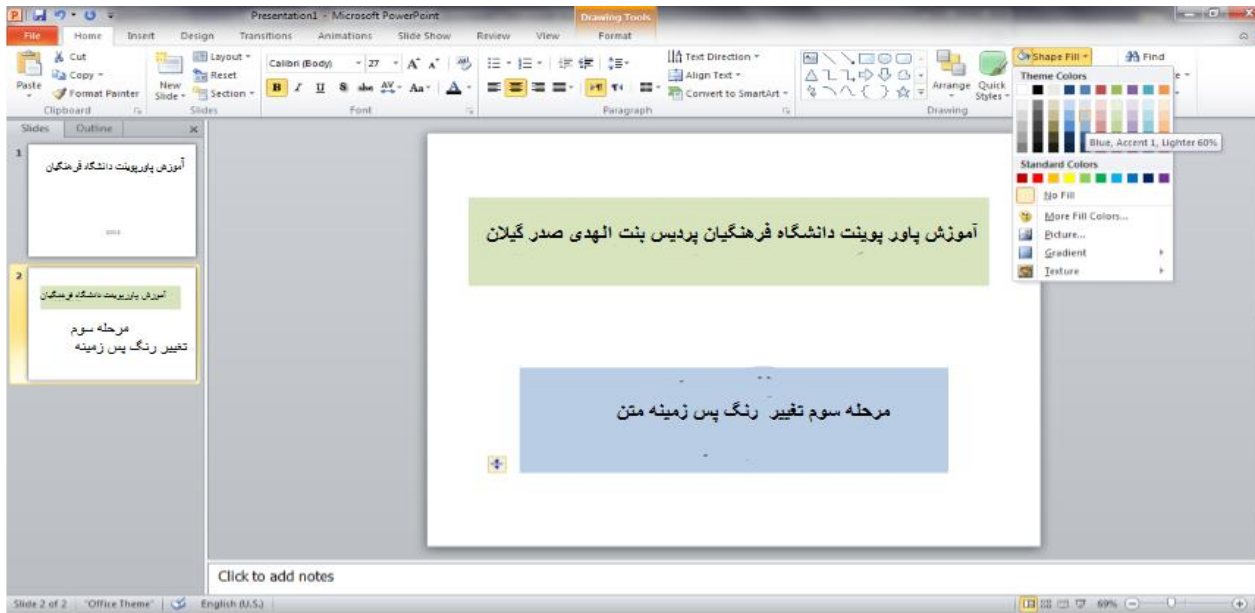 Presentation1 - Microsoft PowerPoint
Drawing Tools
File Home Insert Design Transitions Animations Slide Show Review View Format
Paste
Cut
Copy
Format Painter
Clipboard
New Slide
Layout
Reset
Section
Slides
Calibri (Body) 27
B I U S abc AV Aa A
Font
Text Direction
Align Text
Convert to SmartArt
Paragraph
Arrange
Quick Styles
Drawing
Shape Fill
Find
Theme Colors
Blue, Accent 1, Lighter 60%
Standard Colors
No Fill
More Fill Colors...
Picture...
Gradient
Texture
Slides Outline
1
آموزش پاورپوینت دانشگاه فرهنگیان
2
آموزش پاورپوینت دانشگاه فرهنگیان
مرحله سوم
تغییر رنگ پس زمینه
آموزش پاور پوینت دانشگاه فرهنگیان پردیس بنت الهدی صدر گیلان
مرحله سوم تغییر رنگ پس زمینه متن
Click to add notes
Slide 2 of 2 "Office Theme" English (U.S.) 69%